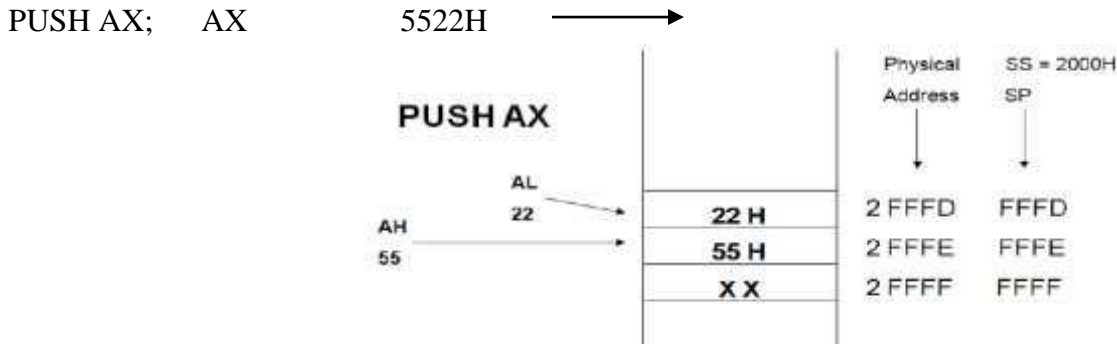 PUSH AX; AX 5522H
Physical SS = 2000H
Address SP
PUSH AX
AL
22
AH
55
22 H 2 FFFD FFFD
55 H 2 FFFE FFFE
X X 2 FFFF FFFF